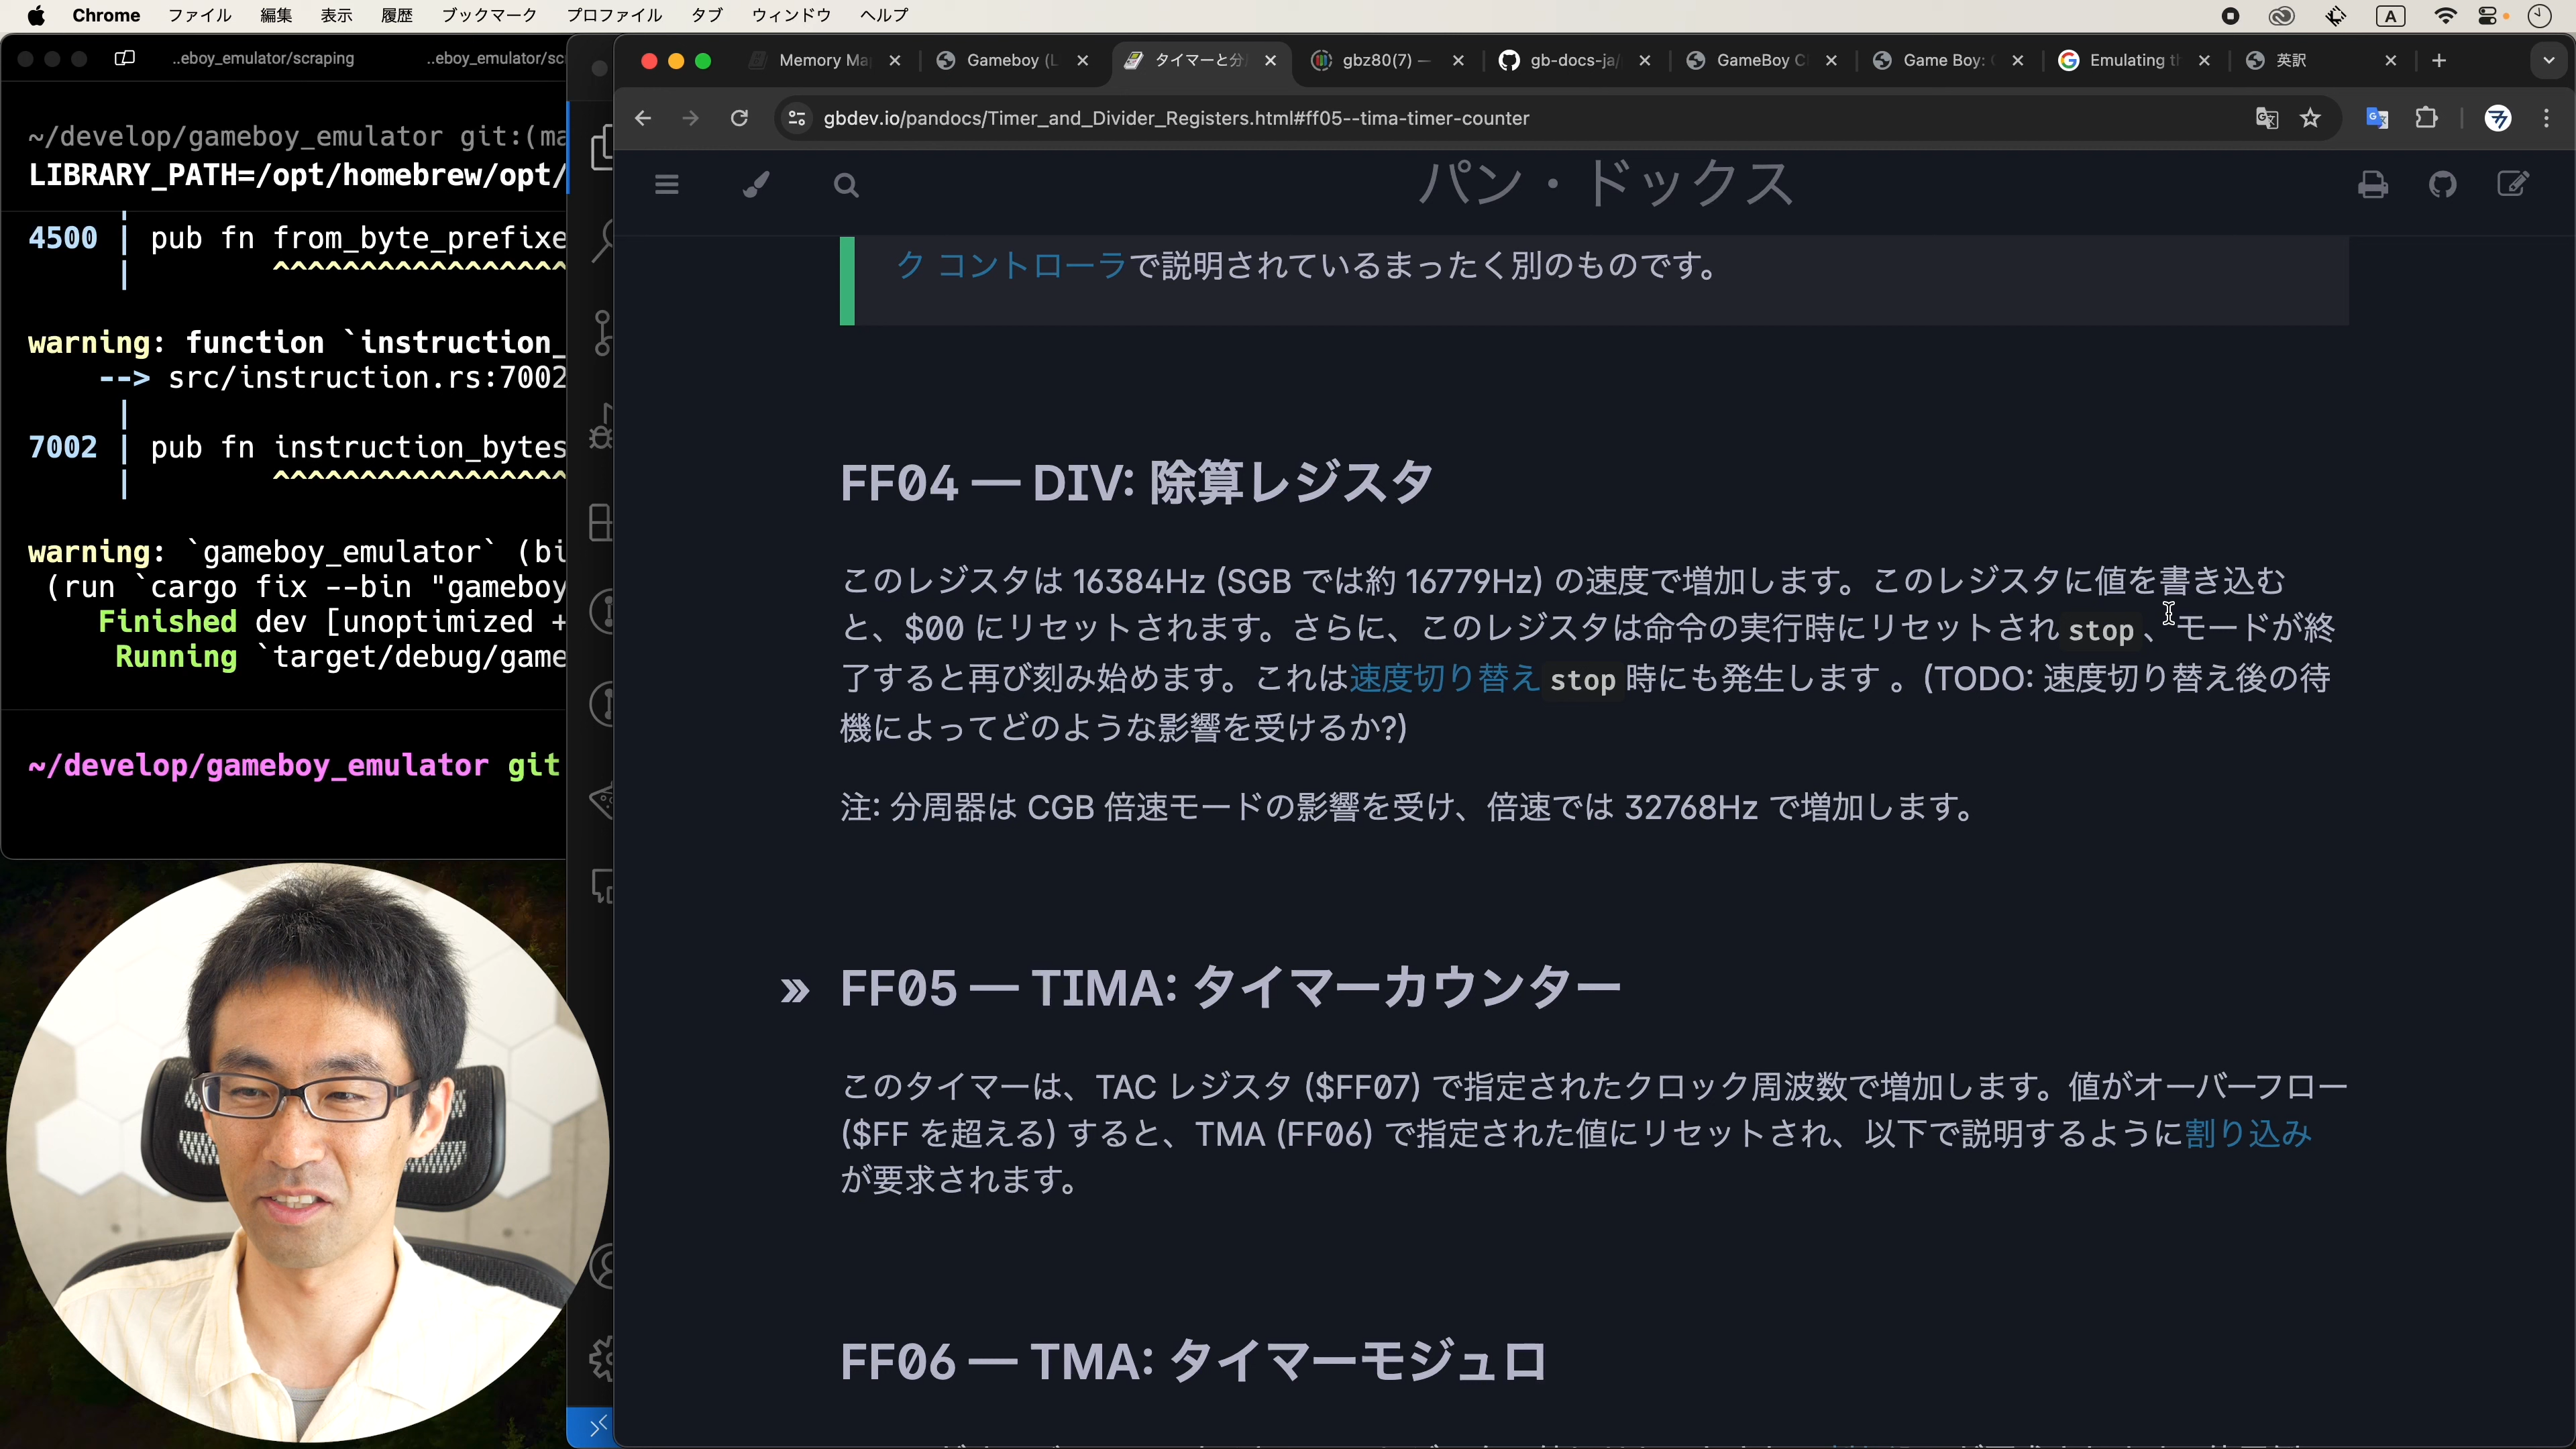 Chrome ファイル 編集 表示 履歴 ブックマーク プロファイル タブ ウィンドウ ヘルプ
A
..eboy_emulator/scraping
..eboy_emulator/sc
~/develop/gameboy_emulator git:(ma
LIBRARY_PATH=/opt/homebrew/opt/
4500 | pub fn from_byte_prefixe
^^^^^^^^^^^^^^^^^
warning: function `instruction_
--> src/instruction.rs:7002
7002 | pub fn instruction_bytes
^^^^^^^^^^^^^^^^^
warning: `gameboy_emulator` (bi
(run `cargo fix --bin "gameboy
Finished dev [unoptimized +
Running `target/debug/game
~/develop/gameboy_emulator git
Memory Ma
Gameboy (L
タイマーと分
gbz80(7) —
gb-docs-ja/
GameBoy C
Game Boy:
Emulating t
英訳
gbdev.io/pandocs/Timer_and_Divider_Registers.html#ff05--tima-timer-counter
パン・ドックス
ク コントローラで説明されているまったく別のものです。
FF04 — DIV: 除算レジスタ
このレジスタは 16384Hz (SGB では約 16779Hz) の速度で増加します。このレジスタに値を書き込む
と、$00 にリセットされます。さらに、このレジスタは命令の実行時にリセットされ stop 、モードが終
了すると再び刻み始めます。これは速度切り替え stop 時にも発生します 。(TODO: 速度切り替え後の待
機によってどのような影響を受けるか?)
注: 分周器は CGB 倍速モードの影響を受け、倍速では 32768Hz で増加します。
» FF05 — TIMA: タイマーカウンター
このタイマーは、TAC レジスタ ($FF07) で指定されたクロック周波数で増加します。値がオーバーフロー
($FF を超える) すると、TMA (FF06) で指定された値にリセットされ、以下で説明するように割り込み
が要求されます。
FF06 — TMA: タイマーモジュロ